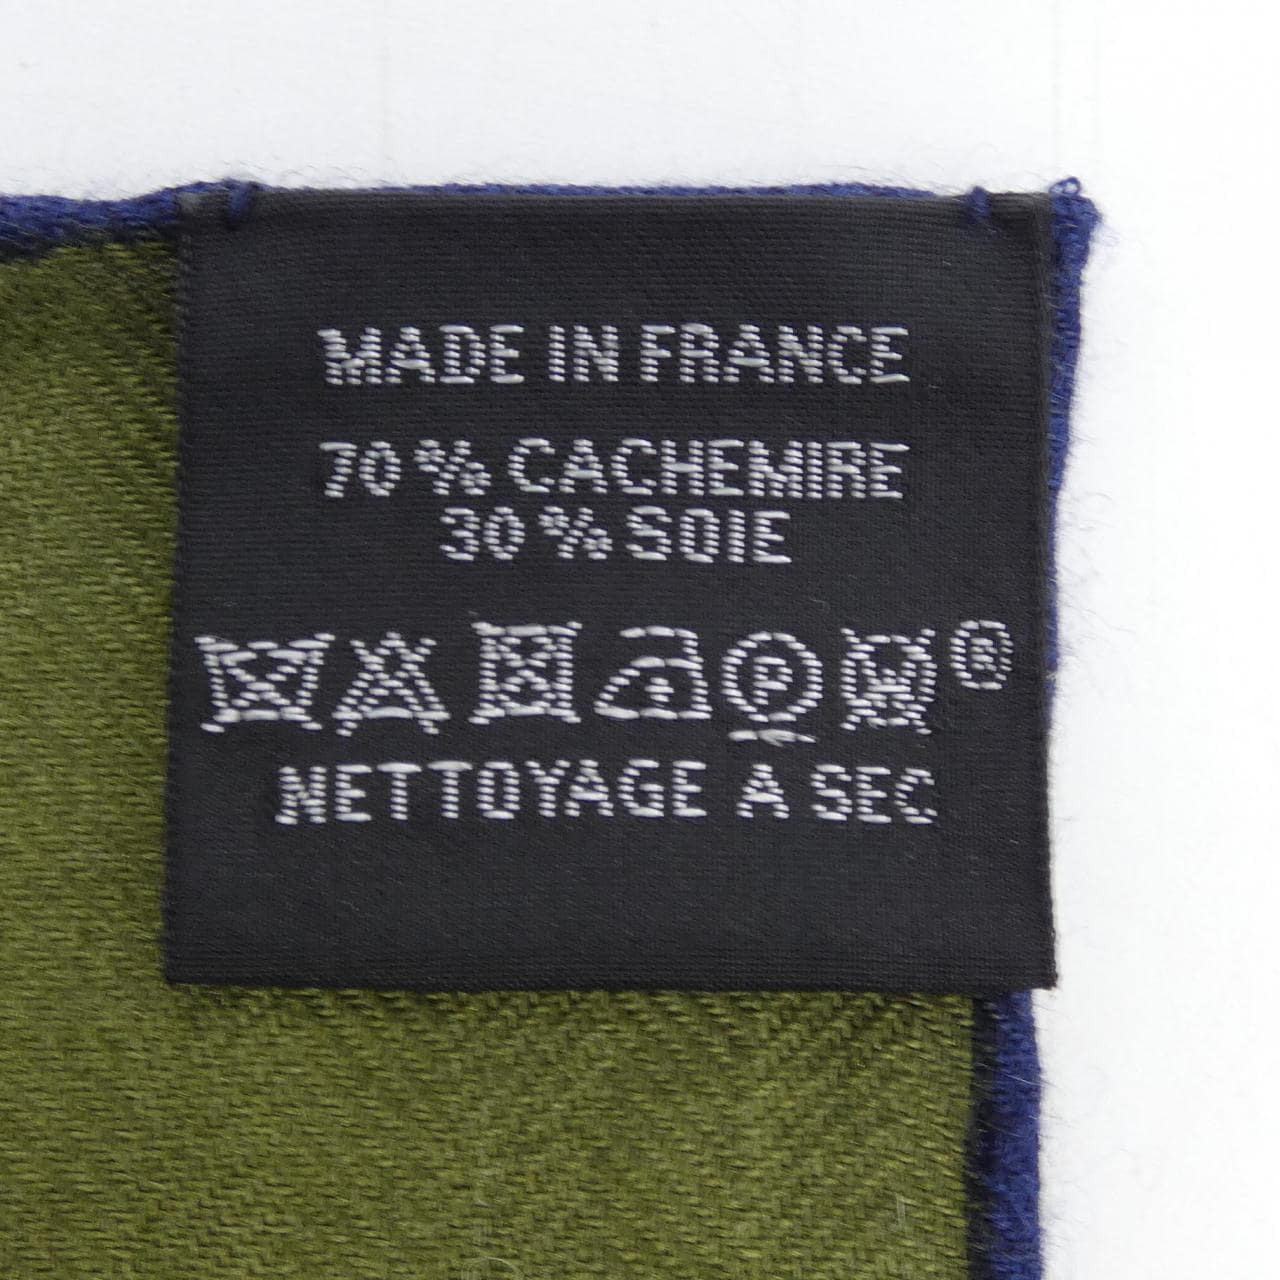 MADE IN FRANCE
70% CACHEMIRE
30% SOIE
P ®
NETTOYAGE A SEC